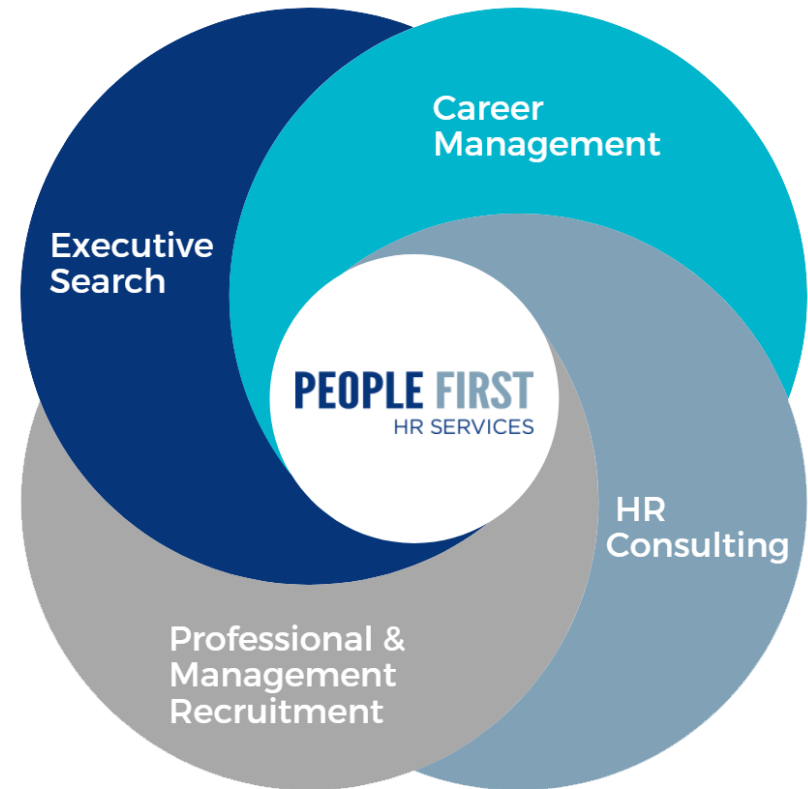 Career
Management
Executive
Search
PEOPLE FIRST
HR SERVICES
HR
Consulting
Professional &
Management
Recruitment